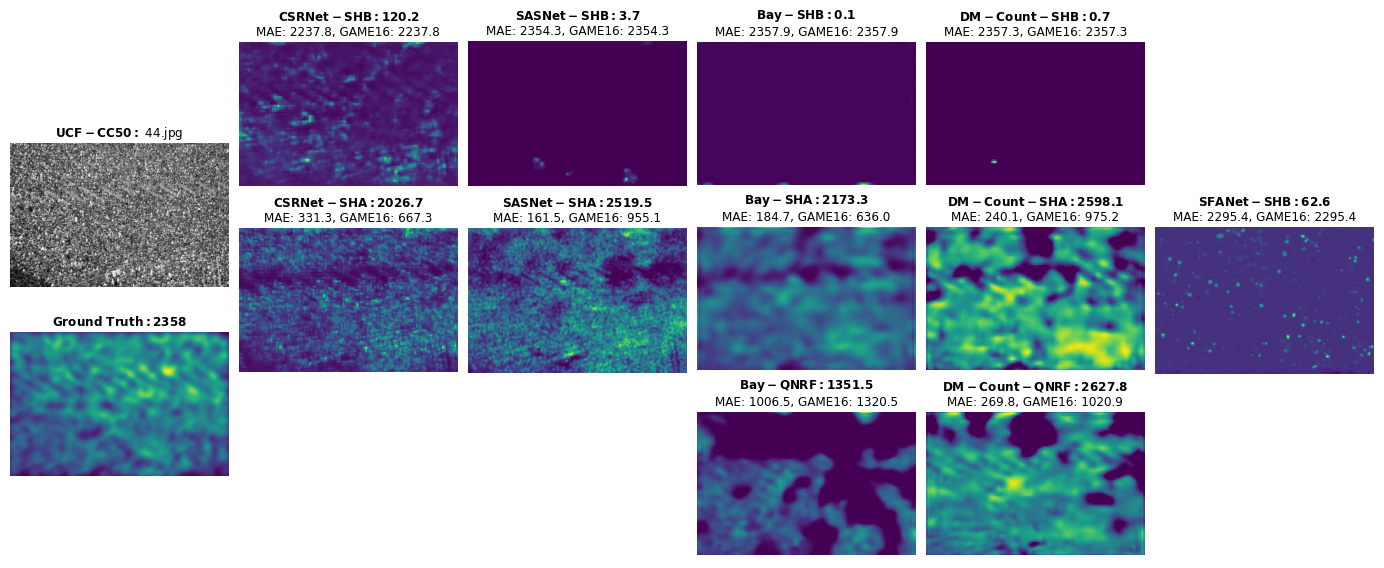 CSRNet−SHB: 120.2
MAE: 2237.8, GAME16: 2237.8
SASNet−SHB: 3.7
MAE: 2354.3, GAME16: 2354.3
Bay−SHB: 0.1
MAE: 2357.9, GAME16: 2357.9
DM−Count−SHB: 0.7
MAE: 2357.3, GAME16: 2357.3
UCF−CC50: 44.jpg
CSRNet−SHA: 2026.7
MAE: 331.3, GAME16: 667.3
SASNet−SHA: 2519.5
MAE: 161.5, GAME16: 955.1
Bay−SHA: 2173.3
MAE: 184.7, GAME16: 636.0
DM−Count−SHA: 2598.1
MAE: 240.1, GAME16: 975.2
SFANet−SHB: 62.6
MAE: 2295.4, GAME16: 2295.4
Ground Truth: 2358
Bay−QNRF: 1351.5
MAE: 1006.5, GAME16: 1320.5
DM−Count−QNRF: 2627.8
MAE: 269.8, GAME16: 1020.9